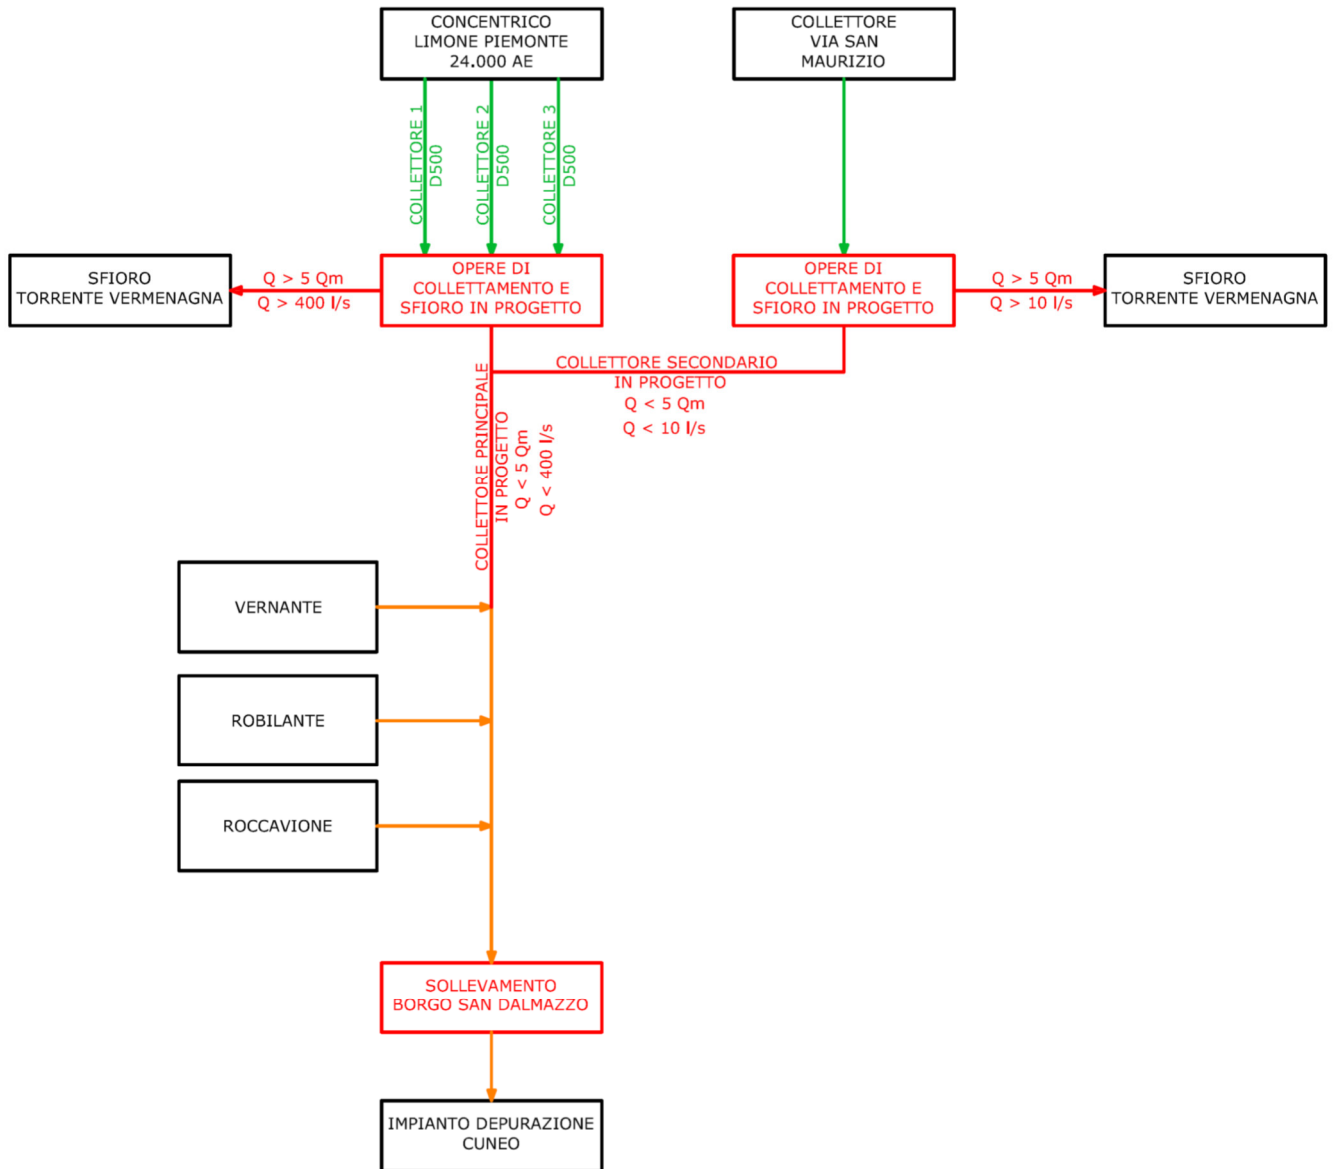 CONCENTRICO
LIMONE PIEMONTE
24.000 AE
COLLETTORE
VIA SAN
MAURIZIO
COLLETTORE 1
D500
COLLETTORE 2
D500
COLLETTORE 3
D500
SFIORO
TORRENTE VERMENAGNA
Q > 5 Qm
Q > 400 l/s
OPERE DI
COLLETTAMENTO E
SFIORO IN PROGETTO
OPERE DI
COLLETTAMENTO E
SFIORO IN PROGETTO
Q > 5 Qm
Q > 10 l/s
SFIORO
TORRENTE VERMENAGNA
COLLETTORE SECONDARIO
IN PROGETTO
Q < 5 Qm
Q < 10 l/s
COLLETTORE PRINCIPALE
IN PROGETTO
Q < 5 Qm
Q < 400 l/s
VERNANTE
ROBILANTE
ROCCAVIONE
SOLLEVAMENTO
BORGO SAN DALMAZZO
IMPIANTO DEPURAZIONE
CUNEO